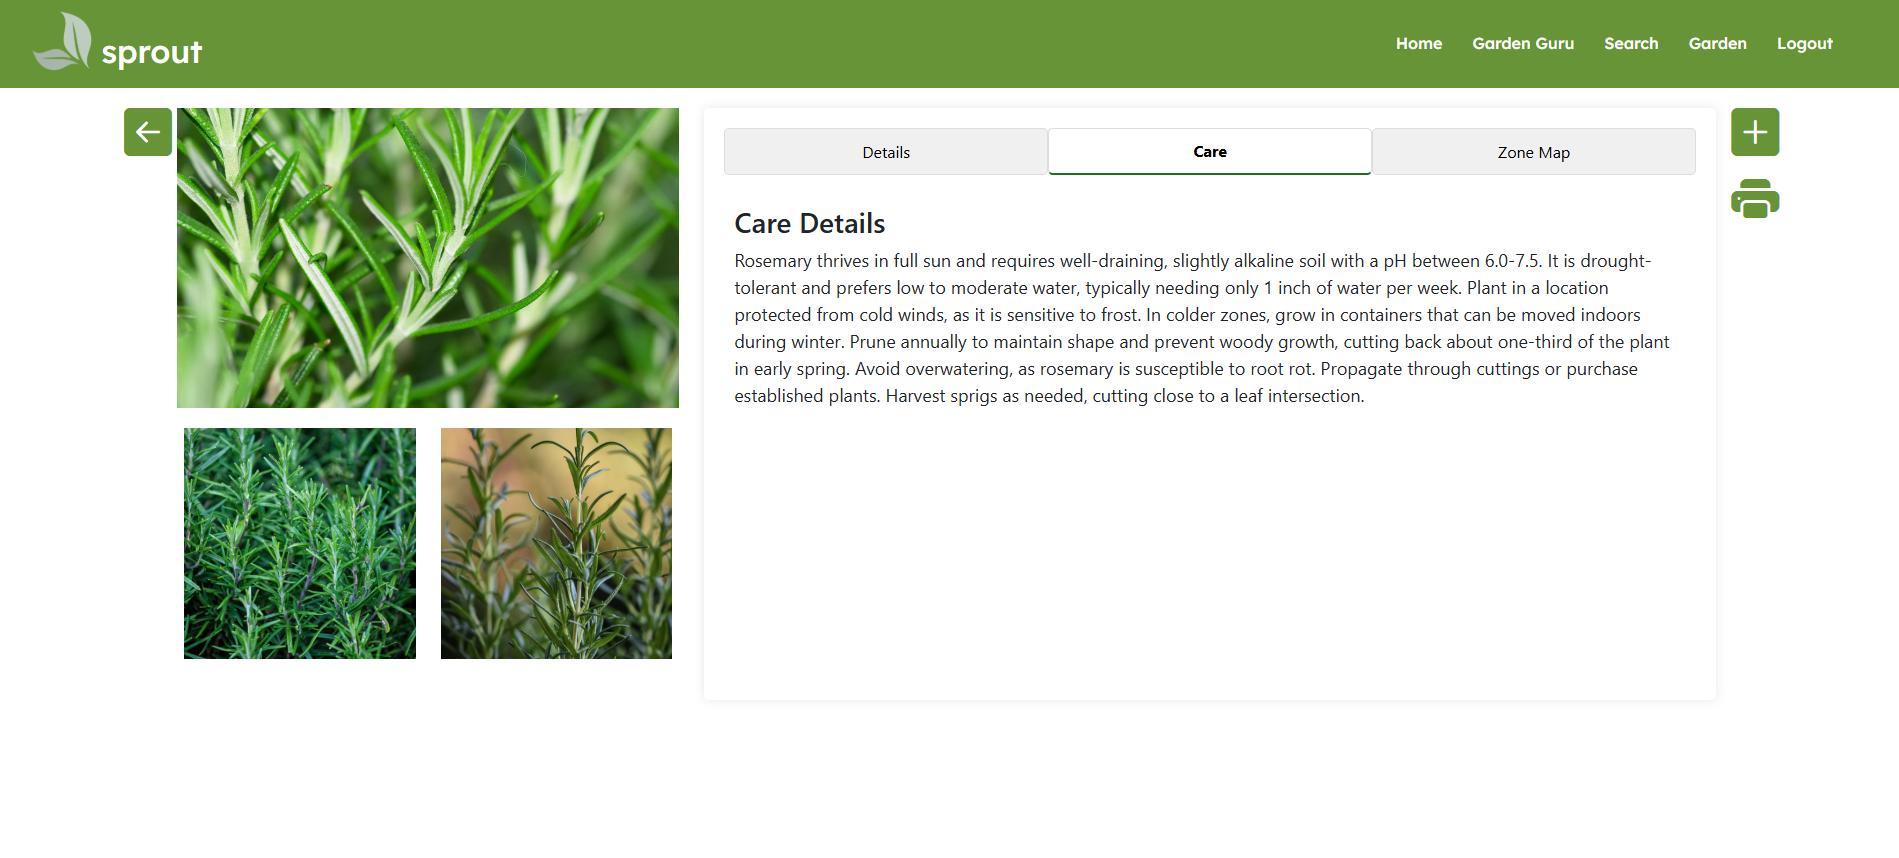 sprout
Home Garden Guru Search Garden Logout
Details Care Zone Map
Care Details
Rosemary thrives in full sun and requires well-draining, slightly alkaline soil with a pH between 6.0-7.5. It is drought-
tolerant and prefers low to moderate water, typically needing only 1 inch of water per week. Plant in a location
protected from cold winds, as it is sensitive to frost. In colder zones, grow in containers that can be moved indoors
during winter. Prune annually to maintain shape and prevent woody growth, cutting back about one-third of the plant
in early spring. Avoid overwatering, as rosemary is susceptible to root rot. Propagate through cuttings or purchase
established plants. Harvest sprigs as needed, cutting close to a leaf intersection.